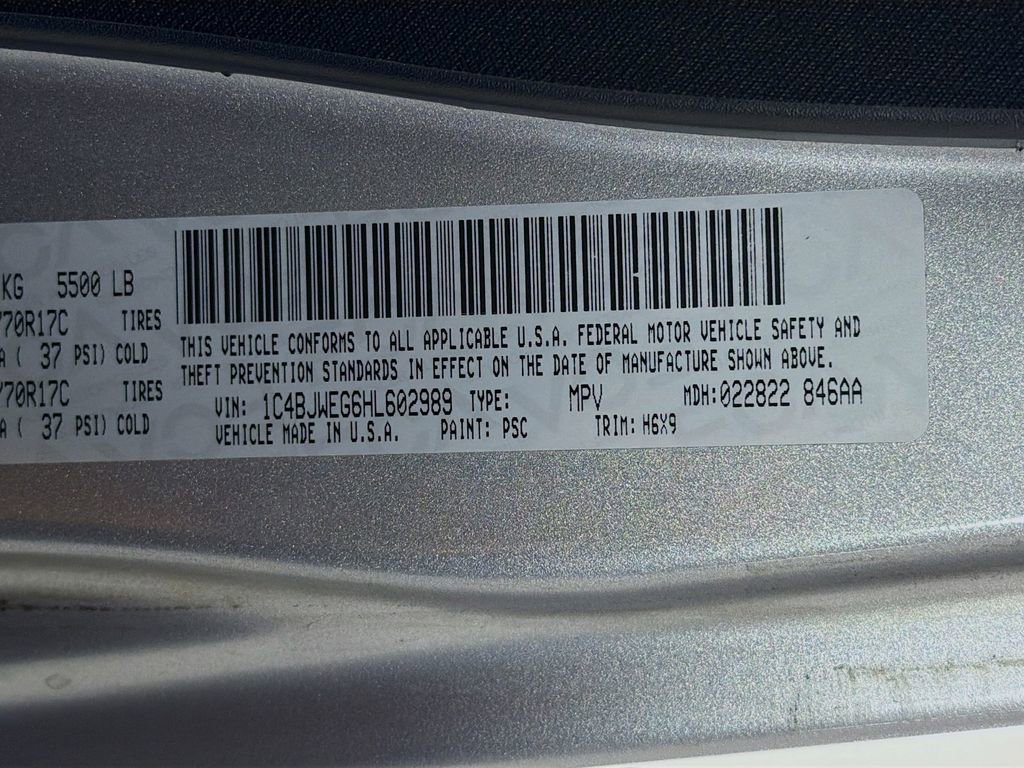 KG 5500 LB
/70R17C TIRES
( 37 PSI) COLD
/70R17C TIRES
( 37 PSI) COLD
THIS VEHICLE CONFORMS TO ALL APPLICABLE U.S.A. FEDERAL MOTOR VEHICLE SAFETY AND
THEFT PREVENTION STANDARDS IN EFFECT ON THE DATE OF MANUFACTURE SHOWN ABOVE.
VIN: 1C4BJWEG6HL602989 TYPE: MPV MDH: 022822 846AA
VEHICLE MADE IN U.S.A. PAINT: PSC TRIM: H6X9